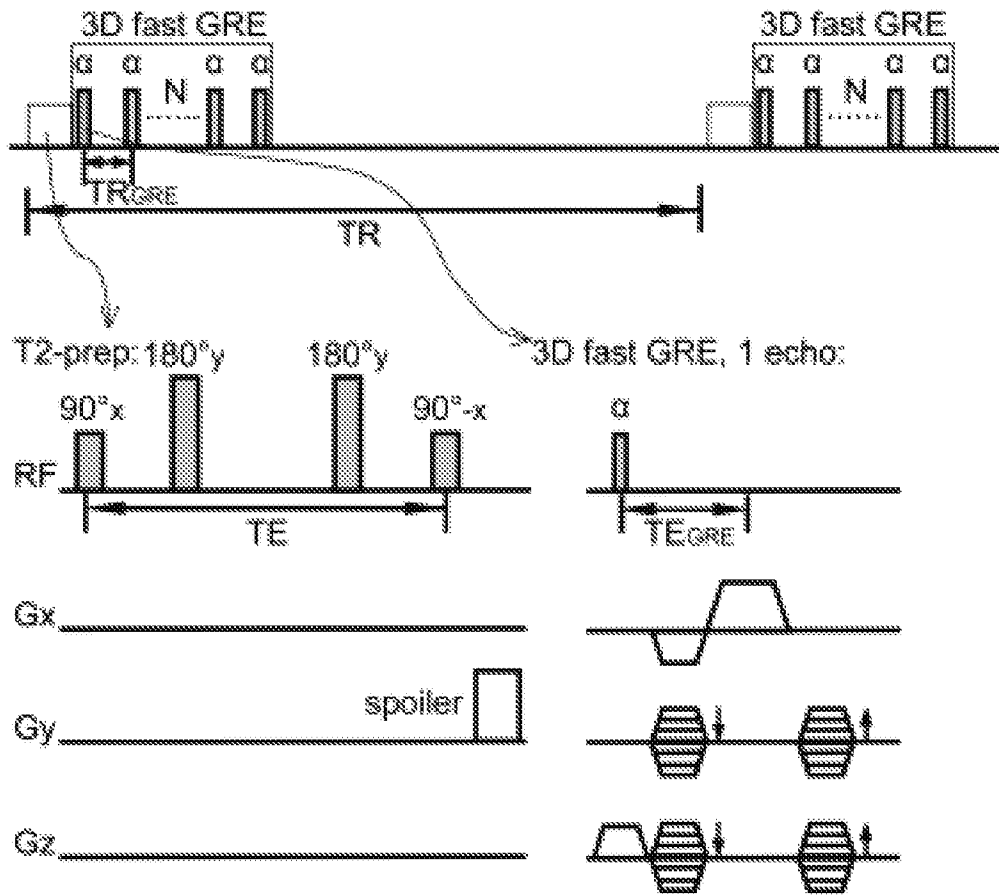 3D fast GRE 3D fast GRE
α α N α α α α N α α
TRGRE
TR
T2-prep: 180°y 180°y 3D fast GRE, 1 echo:
90°x 90°-x α
RF
TE TEGRE
Gx
spoiler
Gy
Gz